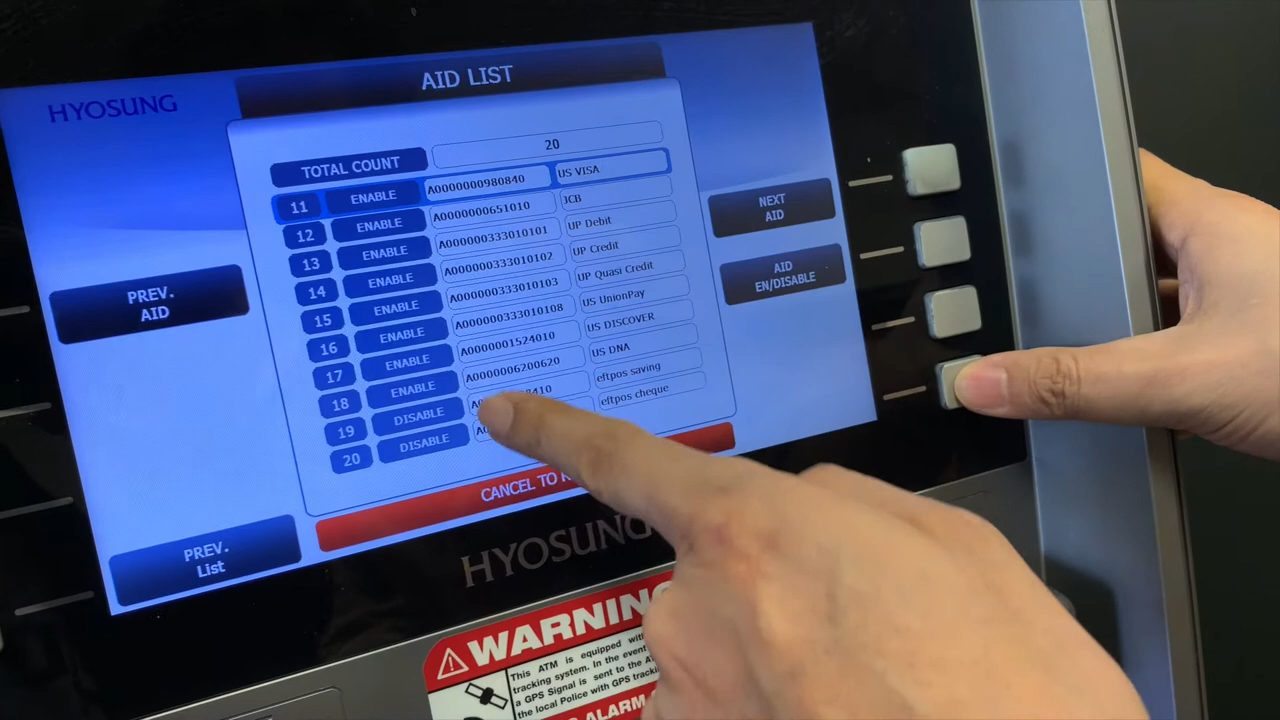 HYOSUNG
AID LIST
TOTAL COUNT 20
11 ENABLE A0000000980840 US VISA
12 ENABLE A0000000651010 JCB
13 ENABLE A000000333010101 UP Debit
14 ENABLE A000000333010102 UP Credit
15 ENABLE A000000333010103 UP Quasi Credit
16 ENABLE A000000333010108 US UnionPay
17 ENABLE A0000001524010 US DISCOVER
18 ENABLE A0000006200620 US DNA
19 DISABLE eftpos saving
20 DISABLE eftpos cheque
PREV.
AID
NEXT
AID
AID
EN/DISABLE
PREV.
List
CANCEL TO
HYOSUNG
WARNING
This ATM is equipped with
tracking system. In the event
a GPS Signal is sent to the
the local Police with GPS
ALARM